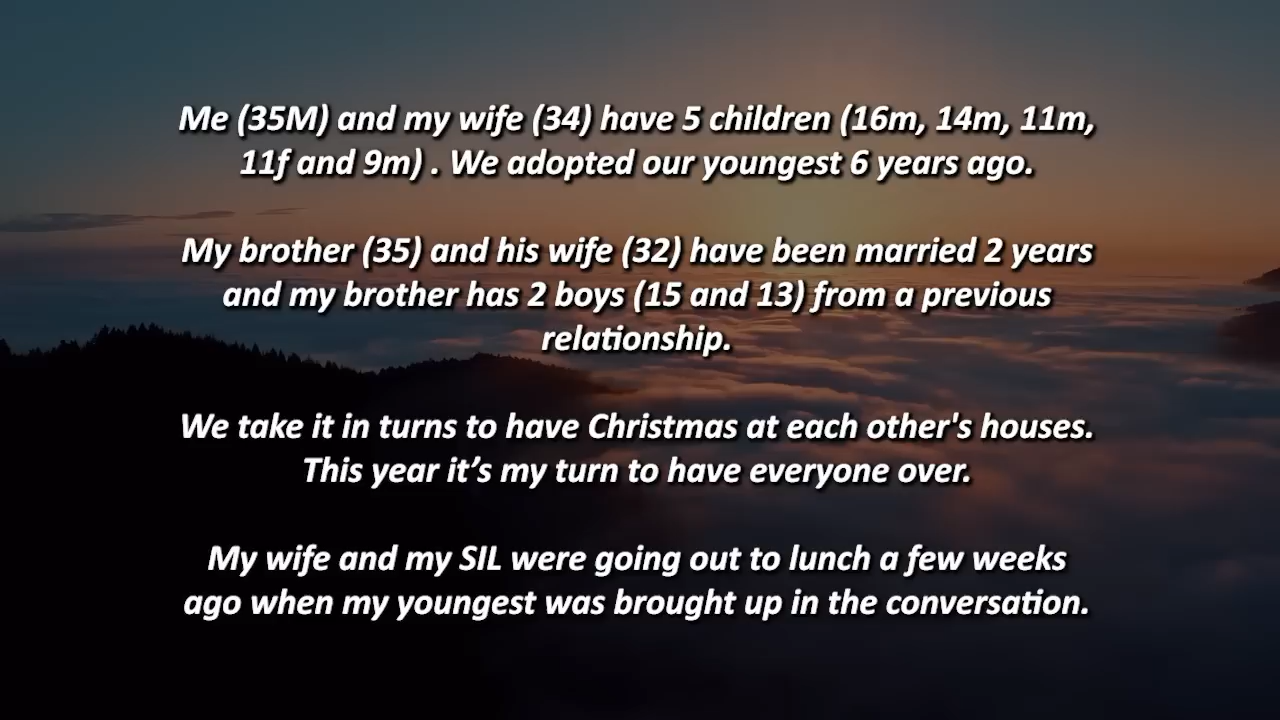 Me (35M) and my wife (34) have 5 children (16m, 14m, 11m,
11f and 9m) . We adopted our youngest 6 years ago.
My brother (35) and his wife (32) have been married 2 years
and my brother has 2 boys (15 and 13) from a previous
relationship.
We take it in turns to have Christmas at each other's houses.
This year it’s my turn to have everyone over.
My wife and my SIL were going out to lunch a few weeks
ago when my youngest was brought up in the conversation.